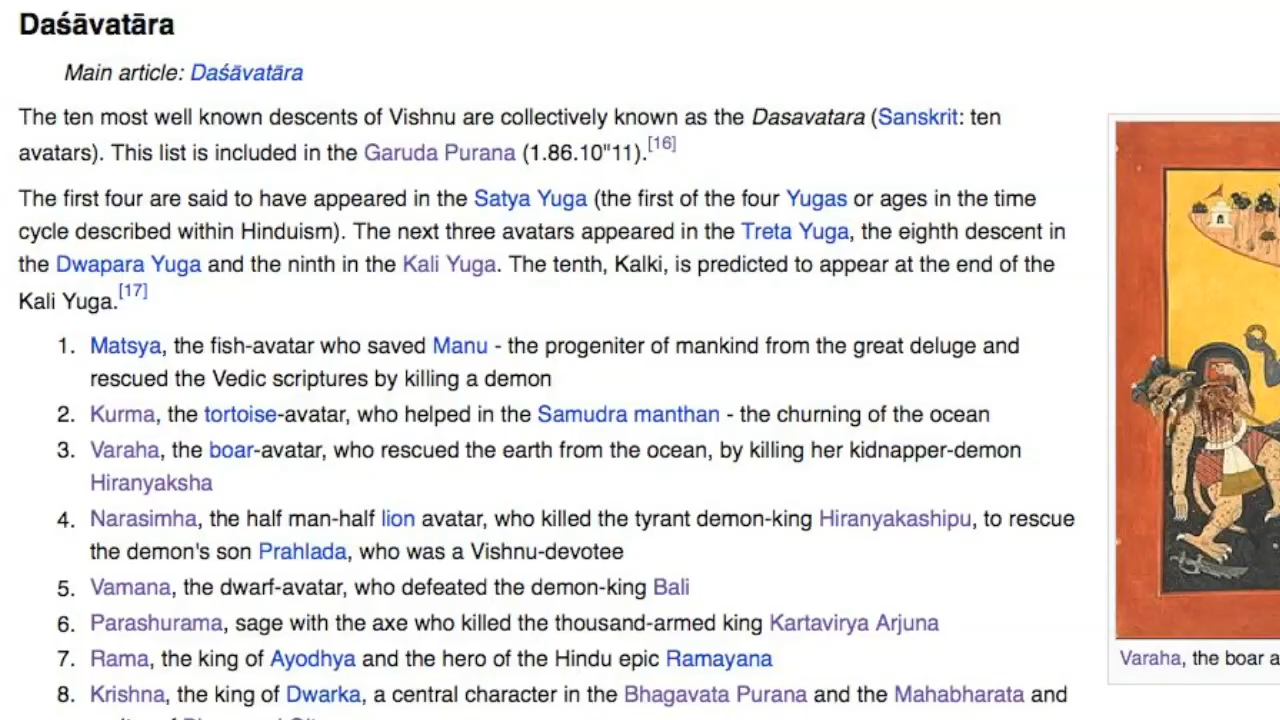 Daśāvatāra
Main article: Daśāvatāra
The ten most well known descents of Vishnu are collectively known as the Dasavatara (Sanskrit: ten
avatars). This list is included in the Garuda Purana (1.86.10"11).[16]
The first four are said to have appeared in the Satya Yuga (the first of the four Yugas or ages in the time
cycle described within Hinduism). The next three avatars appeared in the Treta Yuga, the eighth descent in
the Dwapara Yuga and the ninth in the Kali Yuga. The tenth, Kalki, is predicted to appear at the end of the
Kali Yuga.[17]
1. Matsya, the fish-avatar who saved Manu - the progeniter of mankind from the great deluge and
rescued the Vedic scriptures by killing a demon
2. Kurma, the tortoise-avatar, who helped in the Samudra manthan - the churning of the ocean
3. Varaha, the boar-avatar, who rescued the earth from the ocean, by killing her kidnapper-demon
Hiranyaksha
4. Narasimha, the half man-half lion avatar, who killed the tyrant demon-king Hiranyakashipu, to rescue
the demon's son Prahlada, who was a Vishnu-devotee
5. Vamana, the dwarf-avatar, who defeated the demon-king Bali
6. Parashurama, sage with the axe who killed the thousand-armed king Kartavirya Arjuna
7. Rama, the king of Ayodhya and the hero of the Hindu epic Ramayana
8. Krishna, the king of Dwarka, a central character in the Bhagavata Purana and the Mahabharata and
Varaha, the boar a